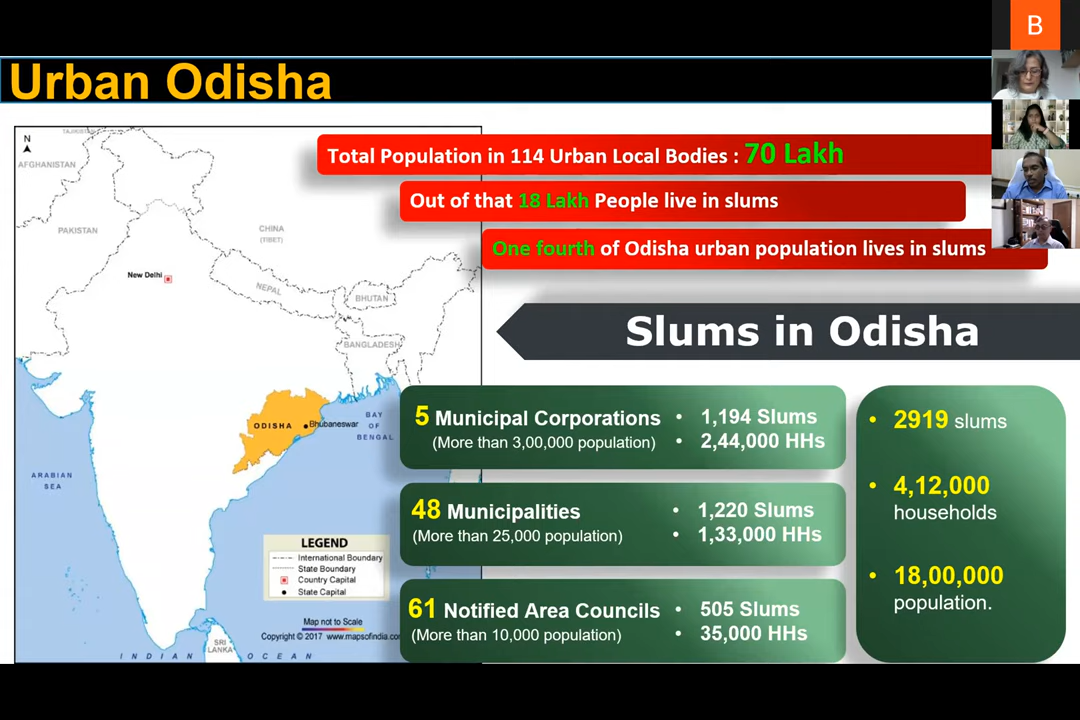 B
Urban Odisha
Total Population in 114 Urban Local Bodies : 70 Lakh
Out of that 18 Lakh People live in slums
One fourth of Odisha urban population lives in slums
N
TAJIKISTAN
AFGHANISTAN
PAKISTAN
CHINA
(TIBET)
New Delhi
NEPAL
BHUTAN
BANGLADESH
ODISHA
Bhubaneswar
BAY
OF
BENGAL
ARABIAN
SEA
LEGEND
International Boundary
State Boundary
Country Capital
State Capital
Map not to Scale
Copyright © 2017 www.mapsofindia.com
SRI
LANKA
INDIAN OCEAN
Slums in Odisha
5 Municipal Corporations
(More than 3,00,000 population)
• 1,194 Slums
• 2,44,000 HHs
48 Municipalities
(More than 25,000 population)
• 1,220 Slums
• 1,33,000 HHs
61 Notified Area Councils
(More than 10,000 population)
• 505 Slums
• 35,000 HHs
• 2919 slums
• 4,12,000
households
• 18,00,000
population.